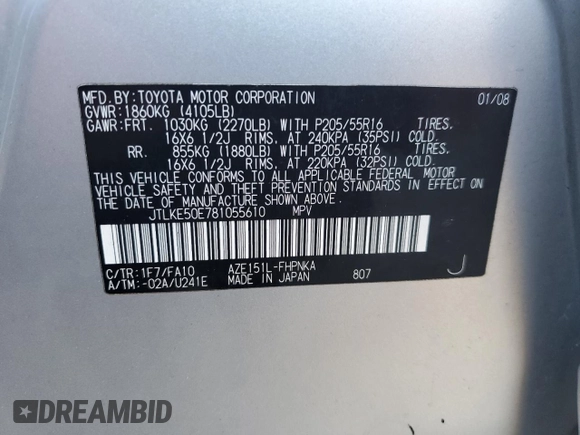 MFD.BY:TOYOTA MOTOR CORPORATION 01/08
GVWR:1860KG (4105LB)
GAWR:FRT. 1030KG (2270LB) WITH P205/55R16 TIRES.
16X6 1/2J RIMS. AT 240KPA (35PSI) COLD.
RR. 855KG (1880LB) WITH P205/55R16 TIRES.
16X6 1/2J RIMS. AT 220KPA (32PSI) COLD.
THIS VEHICLE CONFORMS TO ALL APPLICABLE FEDERAL MOTOR
VEHICLE SAFETY AND THEFT PREVENTION STANDARDS IN EFFECT ON
THE DATE OF MANUFACTURE SHOWN ABOVE.
JTLKE50E781055610 MPV
C/TR:1F7/FA10 AZE151L-FHPNKA
A/TM:-02A/U241E MADE IN JAPAN 807 J
DREAMBID